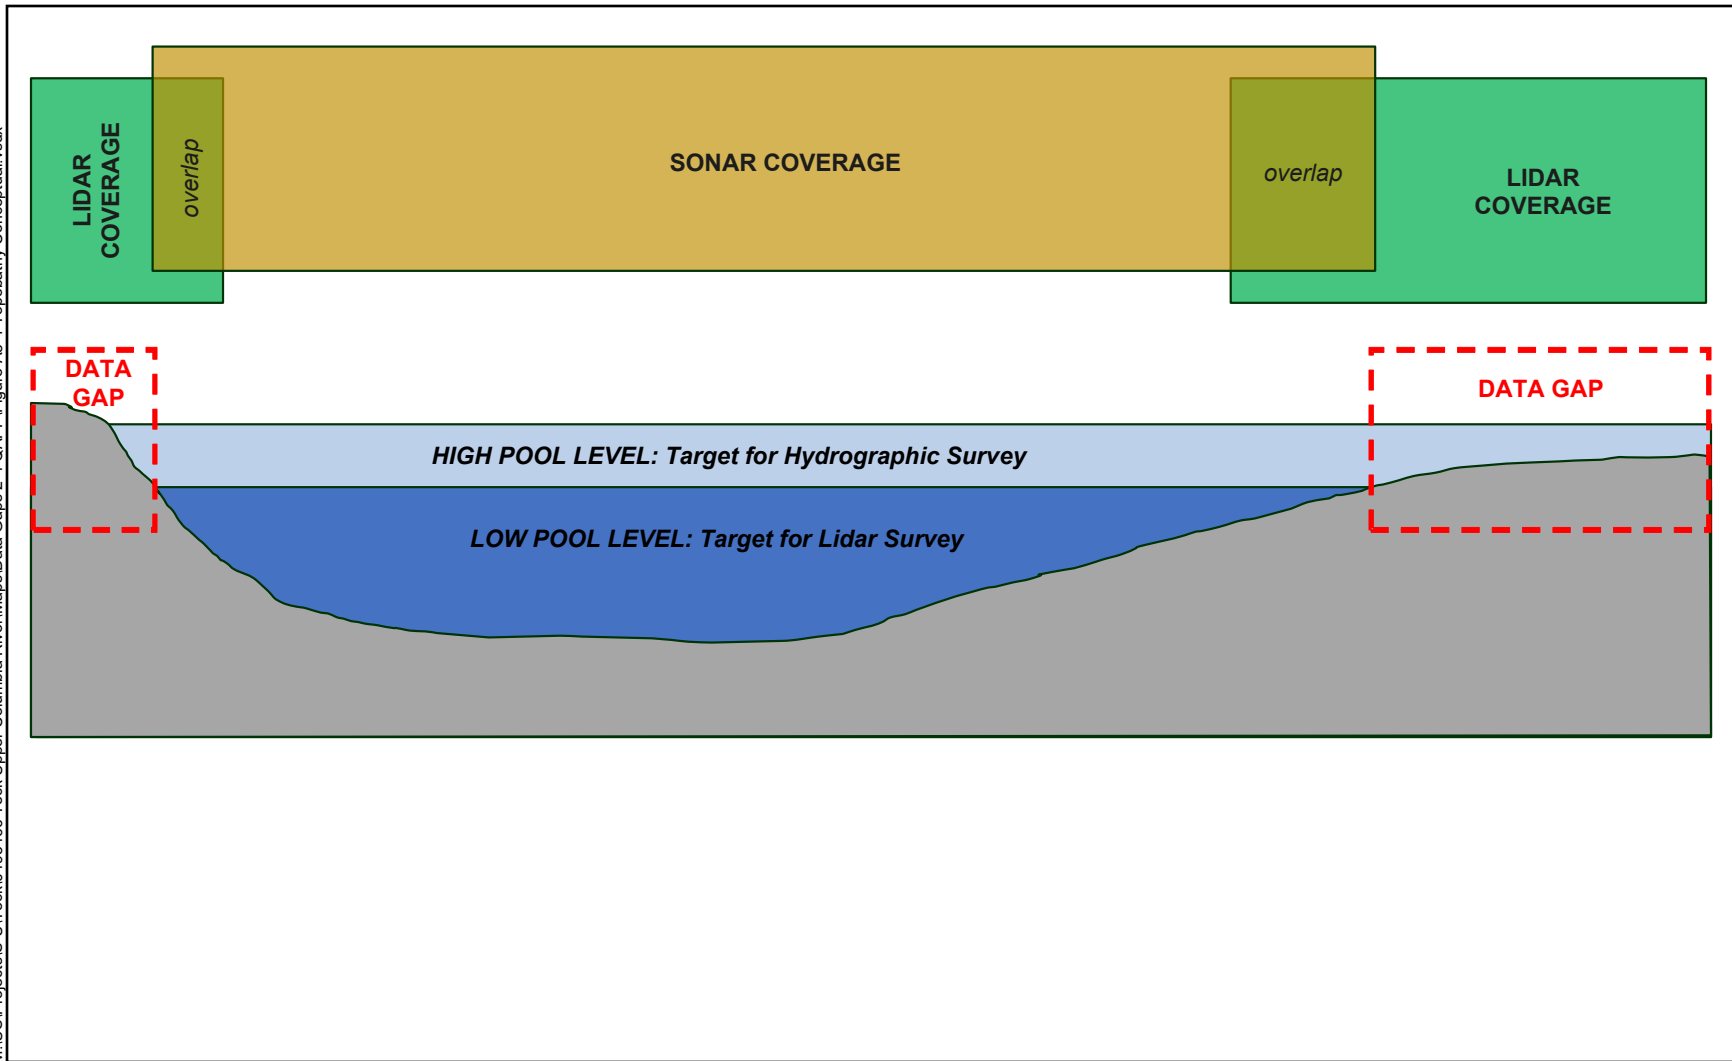 LIDAR
COVERAGE
overlap
SONAR COVERAGE
overlap
LIDAR
COVERAGE
DATA
GAP
DATA GAP
HIGH POOL LEVEL: Target for Hydrographic Survey
LOW POOL LEVEL: Target for Lidar Survey